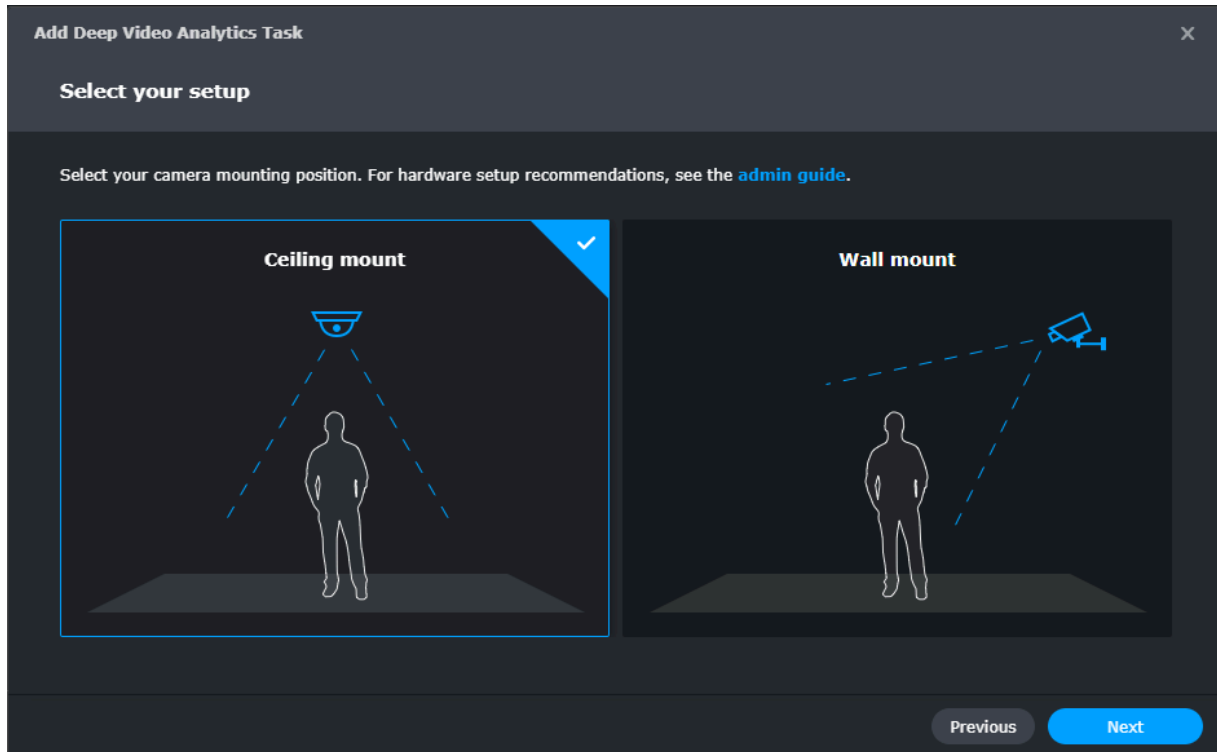 Add Deep Video Analytics Task
X
Select your setup
Select your camera mounting position. For hardware setup recommendations, see the admin guide.
Ceiling mount
Wall mount
Previous
Next